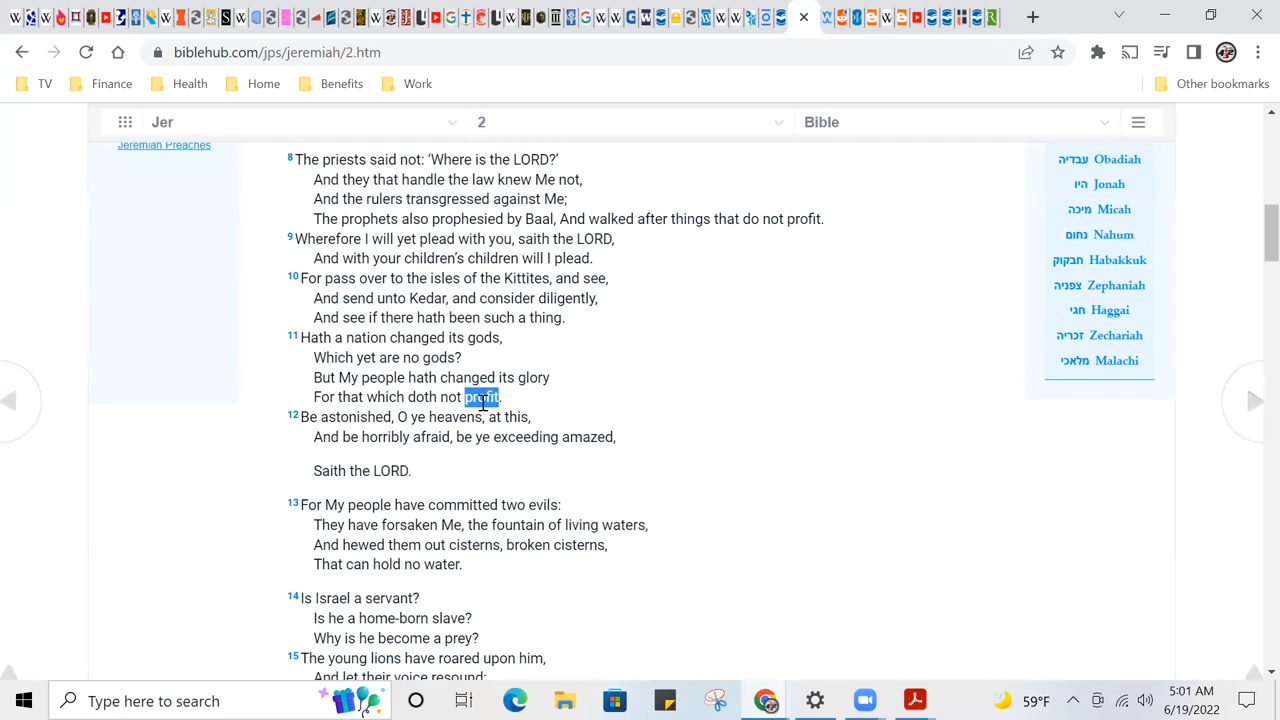 biblehub.com/jps/jeremiah/2.htm
TV Finance Health Home Benefits Work Other bookmarks
Jer 2 Bible
Jeremiah Preaches
8 The priests said not: ‘Where is the LORD?’
And they that handle the law knew Me not,
And the rulers transgressed against Me;
The prophets also prophesied by Baal, And walked after things that do not profit.
9 Wherefore I will yet plead with you, saith the LORD,
And with your children’s children will I plead.
10 For pass over to the isles of the Kittites, and see,
And send unto Kedar, and consider diligently,
And see if there hath been such a thing.
11 Hath a nation changed its gods,
Which yet are no gods?
But My people hath changed its glory
For that which doth not profit.
12 Be astonished, O ye heavens, at this,
And be horribly afraid, be ye exceeding amazed,
Saith the LORD.
13 For My people have committed two evils:
They have forsaken Me, the fountain of living waters,
And hewed them out cisterns, broken cisterns,
That can hold no water.
14 Is Israel a servant?
Is he a home-born slave?
Why is he become a prey?
15 The young lions have roared upon him,
And let their voice resound;
עבדיה Obadiah
היו Jonah
מיכה Micah
נחום Nahum
חבקוק Habakkuk
צפניה Zephaniah
חגי Haggai
זכריה Zechariah
מלאכי Malachi
Type here to search
59°F
5:01 AM
6/19/2022